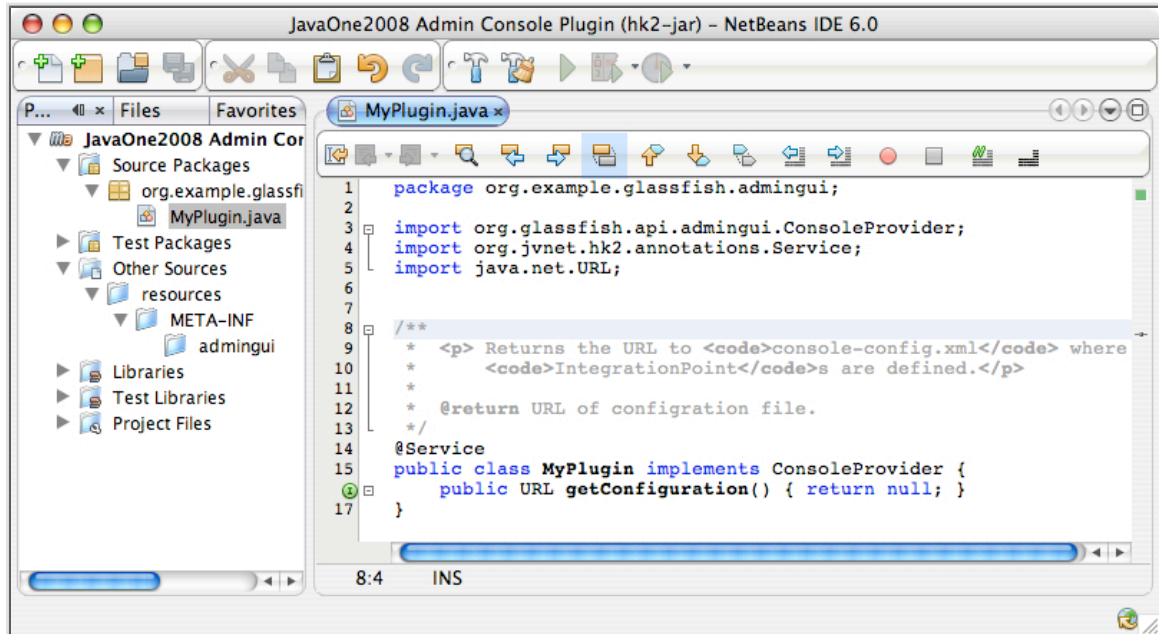 JavaOne2008 Admin Console Plugin (hk2-jar) – NetBeans IDE 6.0
P... Files Favorites
JavaOne2008 Admin Cor
Source Packages
org.example.glassfi
MyPlugin.java
Test Packages
Other Sources
resources
META-INF
admingui
Libraries
Test Libraries
Project Files
MyPlugin.java
1 package org.example.glassfish.admingui;
2
3 import org.glassfish.api.admingui.ConsoleProvider;
4 import org.jvnet.hk2.annotations.Service;
5 import java.net.URL;
6
7
8 /**
9 * <p> Returns the URL to <code>console-config.xml</code> where
10 * <code>IntegrationPoint</code>s are defined.</p>
11 *
12 * @return URL of configration file.
13 */
14 @Service
15 public class MyPlugin implements ConsoleProvider {
public URL getConfiguration() { return null; }
17 }
8:4 INS